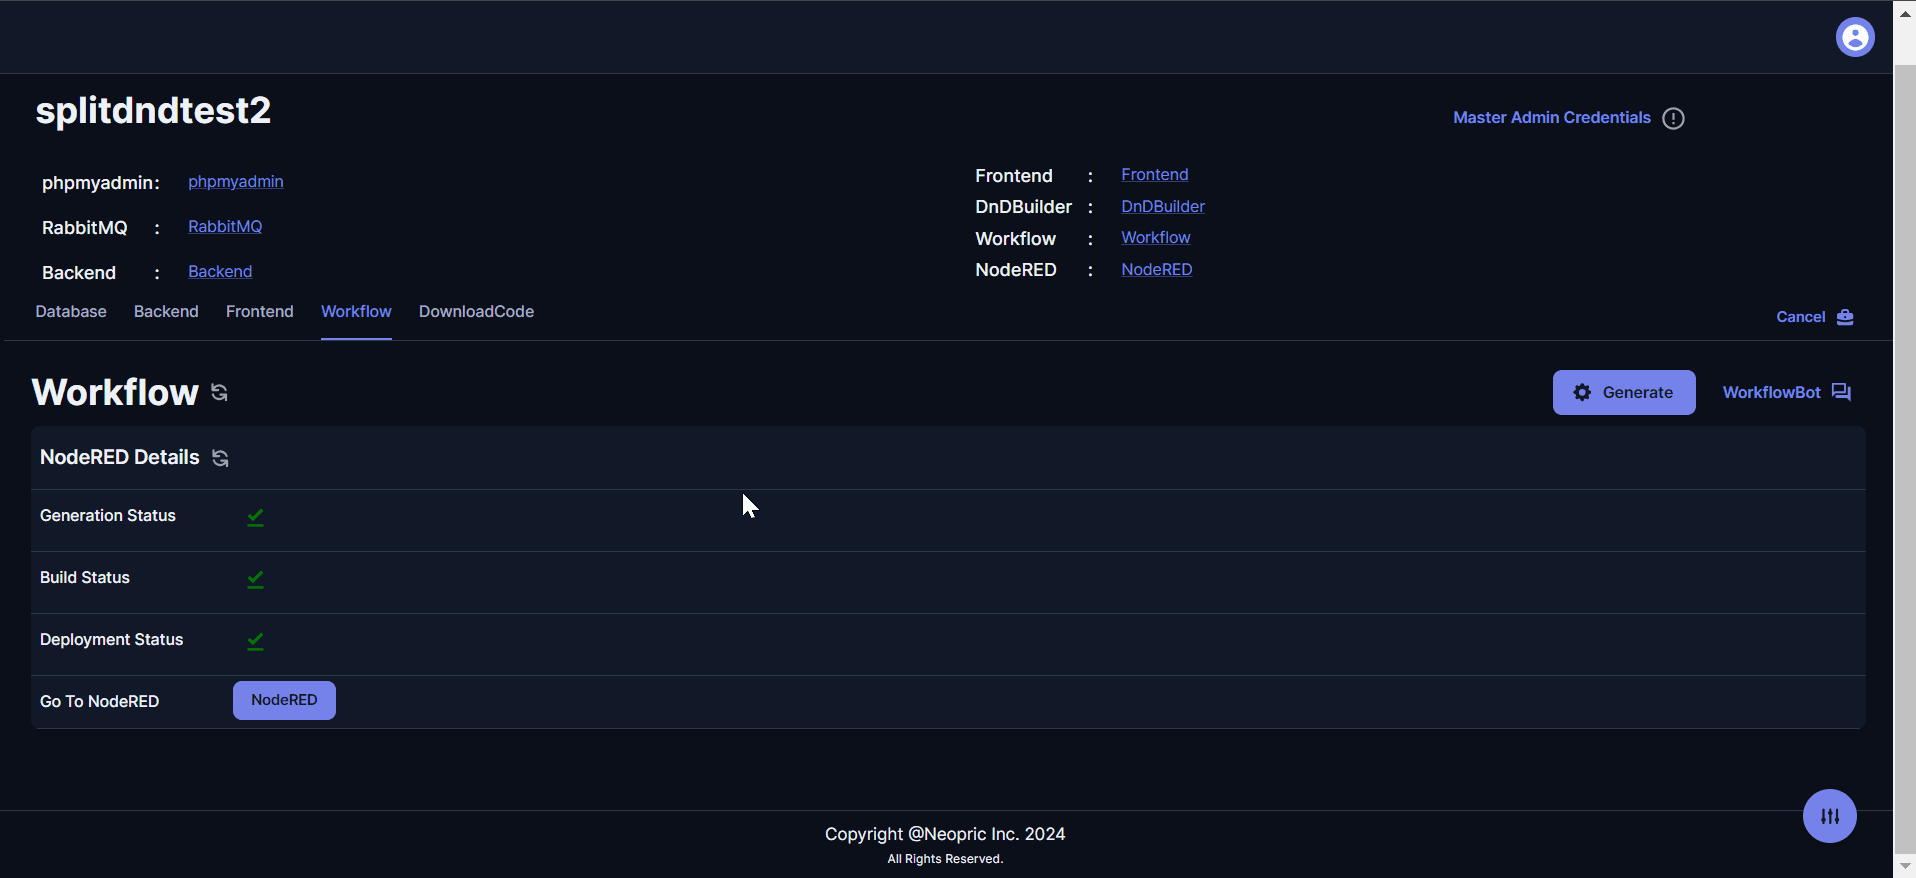 splitdndtest2
Master Admin Credentials
phpmyadmin: phpmyadmin
RabbitMQ : RabbitMQ
Backend : Backend
Frontend : Frontend
DnDBuilder : DnDBuilder
Workflow : Workflow
NodeRED : NodeRED
Database Backend Frontend Workflow DownloadCode
Cancel
Workflow
Generate
WorkflowBot
NodeRED Details
Generation Status
Build Status
Deployment Status
Go To NodeRED NodeRED
Copyright @Neopric Inc. 2024
All Rights Reserved.